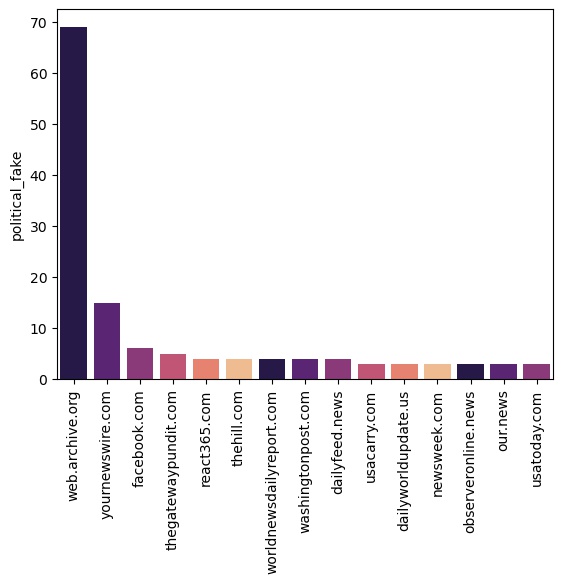 political_fake
70
60
50
40
30
20
10
0
web.archive.org
yournewswire.com
facebook.com
thegatewaypundit.com
react365.com
thehill.com
worldnewsdailyreport.com
washingtonpost.com
dailyfeed.news
usacarry.com
dailyworldupdate.us
newsweek.com
observeronline.news
our.news
usatoday.com